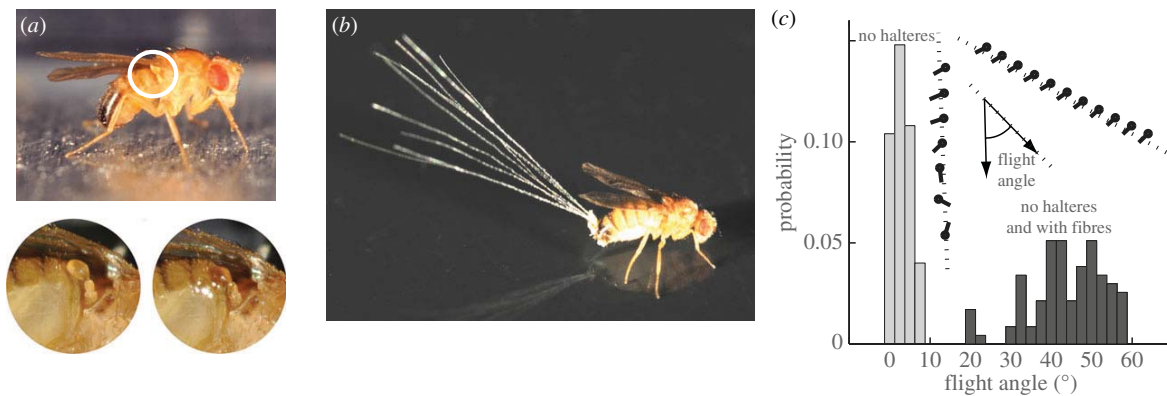 (a)
(b)
(c)
no halteres
flight
angle
no halteres
and with fibres
probability
0.10
0.05
0
0 10 20 30 40 50 60
flight angle (°)